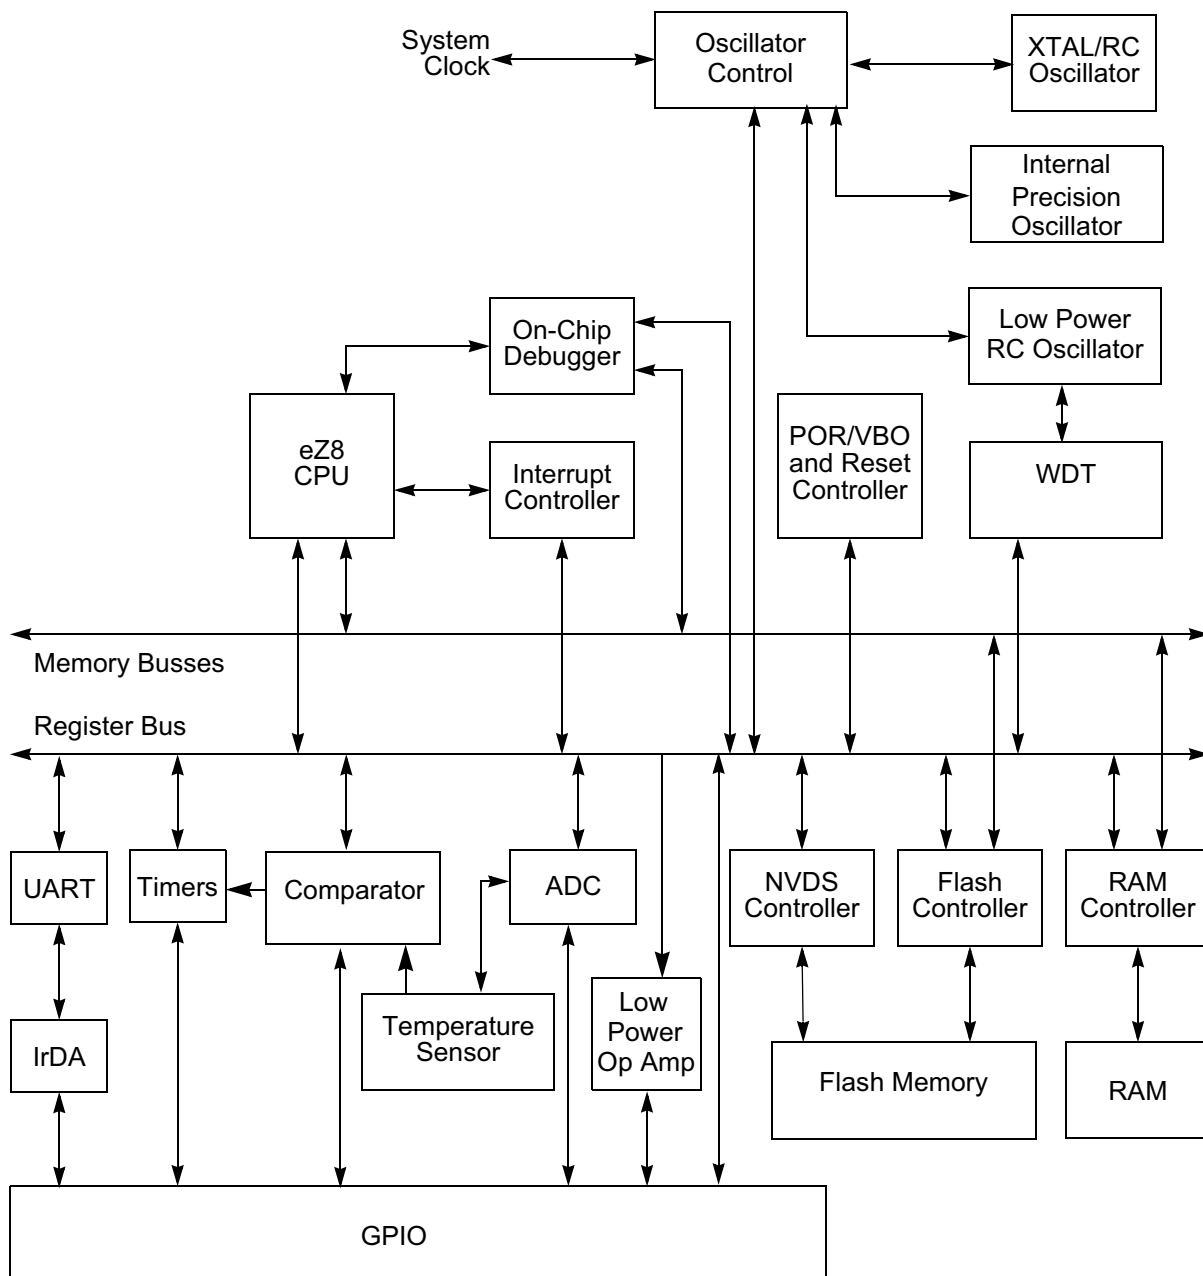 System
Clock
Oscillator
Control
XTAL/RC
Oscillator
Internal
Precision
Oscillator
Low Power
RC Oscillator
On-Chip
Debugger
eZ8
CPU
Interrupt
Controller
POR/VBO
and Reset
Controller
WDT
Memory Busses
Register Bus
UART
Timers
Comparator
ADC
NVDS
Controller
Flash
Controller
RAM
Controller
IrDA
Temperature
Sensor
Low
Power
Op Amp
Flash Memory
RAM
GPIO